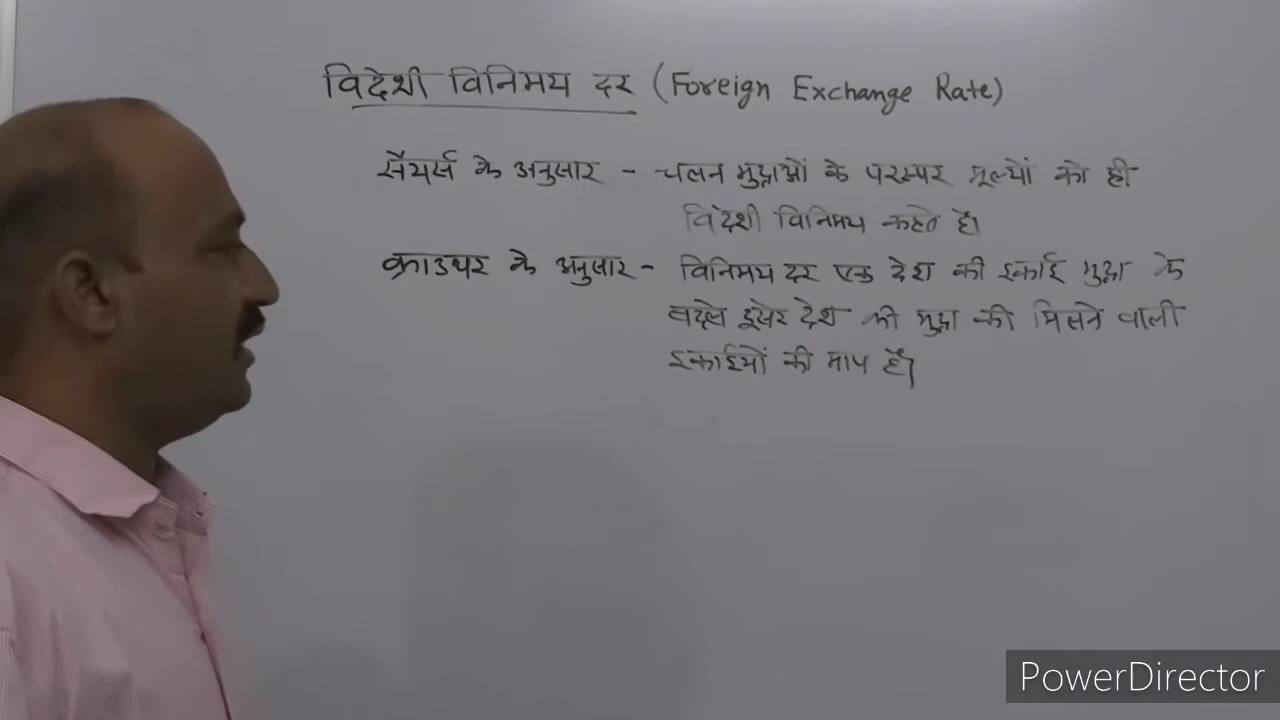 विदेशी विनिमय दर (Foreign Exchange Rate)
सैयर्स के अनुसार - चलन मुद्राओं के परस्पर मूल्यों को ही
विदेशी विनिमय कहते है।
क्राउथर के अनुसार - विनिमय दर एक देश की इकाई मुद्रा के
बदले दूसरे देश की मुद्रा की मिलने वाली
इकाईयों की माप है।
PowerDirector